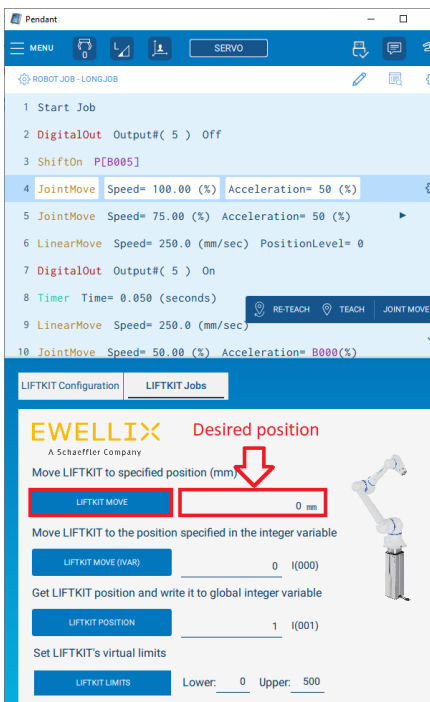 Pendant
MENU 0 L SERVO
ROBOT JOB - LONGJOB
1 Start Job
2 DigitalOut Output#( 5 ) Off
3 ShiftOn P[B005]
4 JointMove Speed= 100.00 (%) Acceleration= 50 (%)
5 JointMove Speed= 75.00 (%) Acceleration= 50 (%)
6 LinearMove Speed= 250.0 (mm/sec) PositionLevel= 0
7 DigitalOut Output#( 5 ) On
8 Timer Time= 0.050 (seconds)
RE-TEACH TEACH JOINT MOVE
9 LinearMove Speed= 250.0 (mm/sec)
10 JointMove Speed= 50.00 (%) Acceleration= B000(%)
LIFTKIT Configuration LIFTKIT Jobs
EWELLIX Desired position
A Schaeffler Company
Move LIFTKIT to specified position (mm)
LIFTKIT MOVE 0 mm
Move LIFTKIT to the position specified in the integer variable
LIFTKIT MOVE (IVAR) 0 I(000)
Get LIFTKIT position and write it to global integer variable
LIFTKIT POSITION 1 I(001)
Set LIFTKIT's virtual limits
LIFTKIT LIMITS Lower: 0 Upper: 500